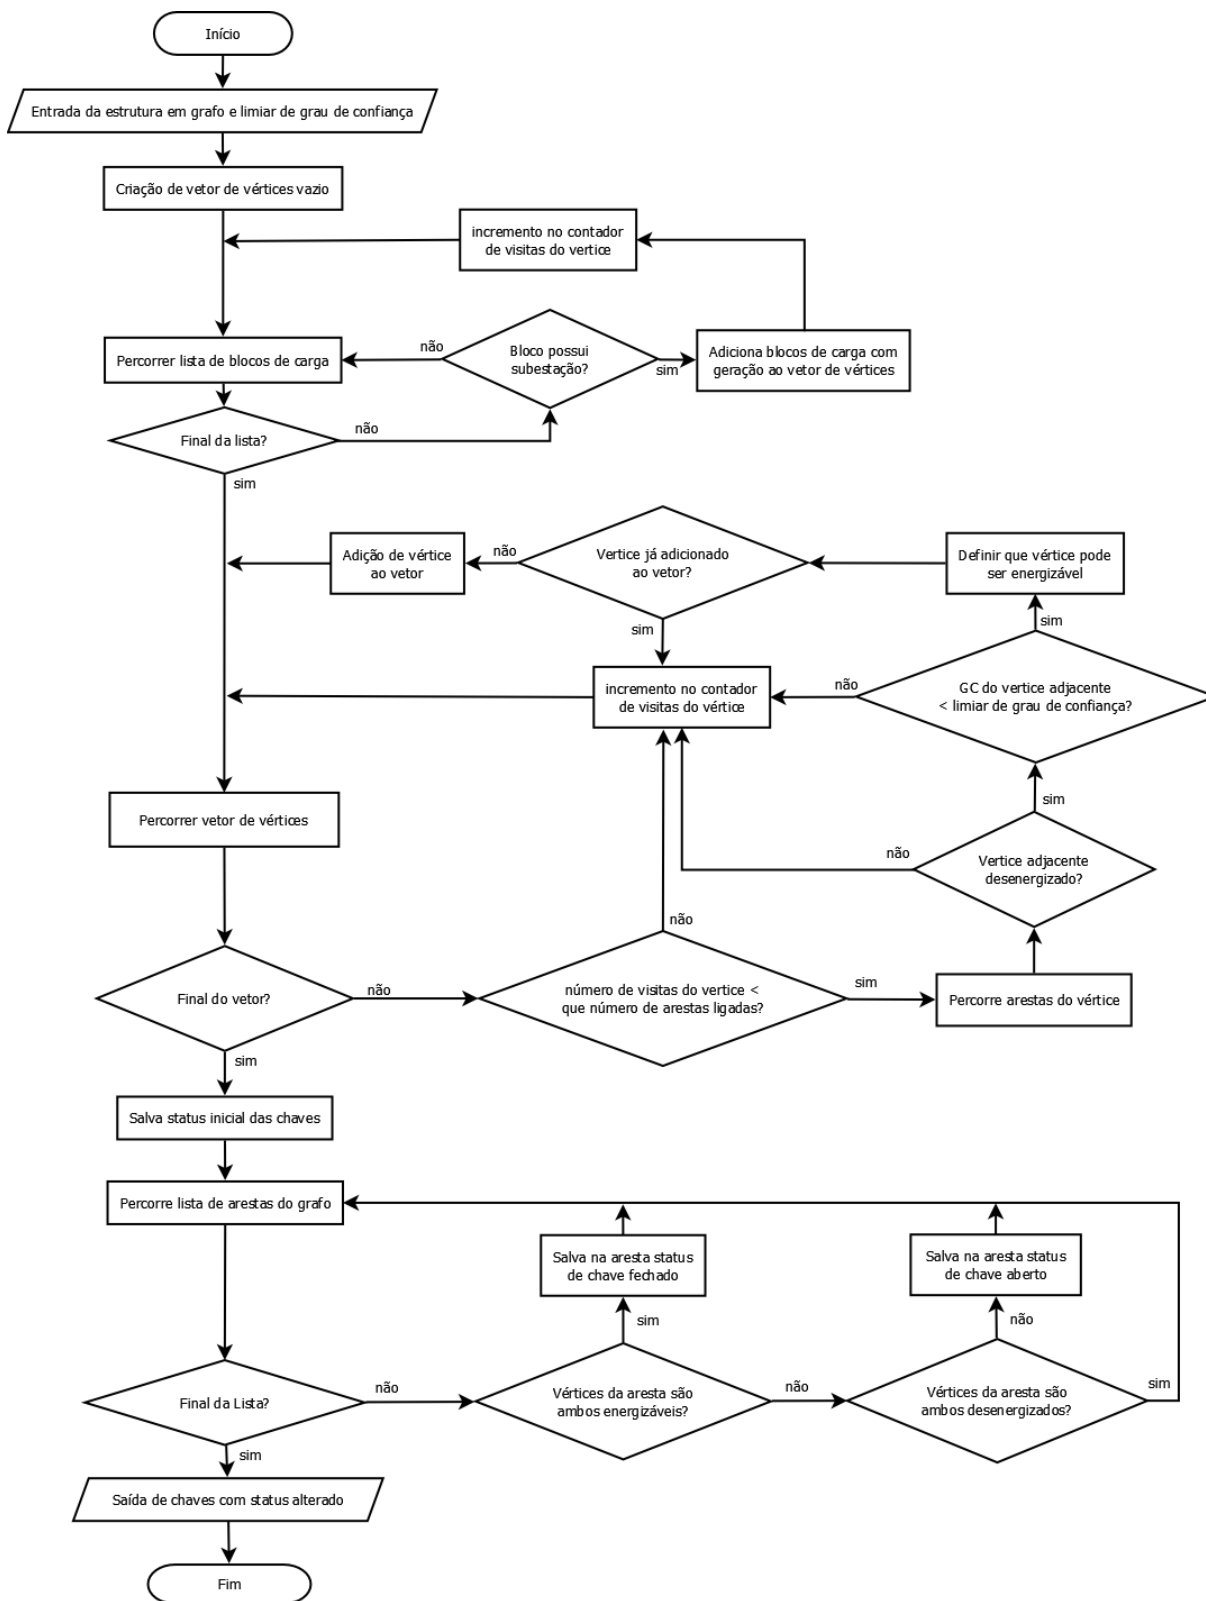 Início
Entrada da estrutura em grafo e limiar de grau de confiança
Criação de vetor de vértices vazio
incremento no contador
de visitas do vertice
Percorrer lista de blocos de carga
não
Bloco possui
subestação?
sim
Adiciona blocos de carga com
geração ao vetor de vértices
Final da lista?
não
sim
Adição de vértice
ao vetor
não
Vertice já adicionado
ao vetor?
sim
Definir que vértice pode
ser energizável
sim
incremento no contador
de visitas do vértice
não
GC do vertice adjacente
< limiar de grau de confiança?
sim
Percorrer vetor de vértices
não
Vertice adjacente
desenergizado?
não
Final do vetor?
não
número de visitas do vertice <
que número de arestas ligadas?
sim
Percorre arestas do vértice
sim
Salva status inicial das chaves
Percorre lista de arestas do grafo
Salva na aresta status
de chave fechado
Salva na aresta status
de chave aberto
sim
não
Final da Lista?
não
Vértices da aresta são
ambos energizáveis?
não
Vértices da aresta são
ambos desenergizados?
sim
sim
Saída de chaves com status alterado
Fim